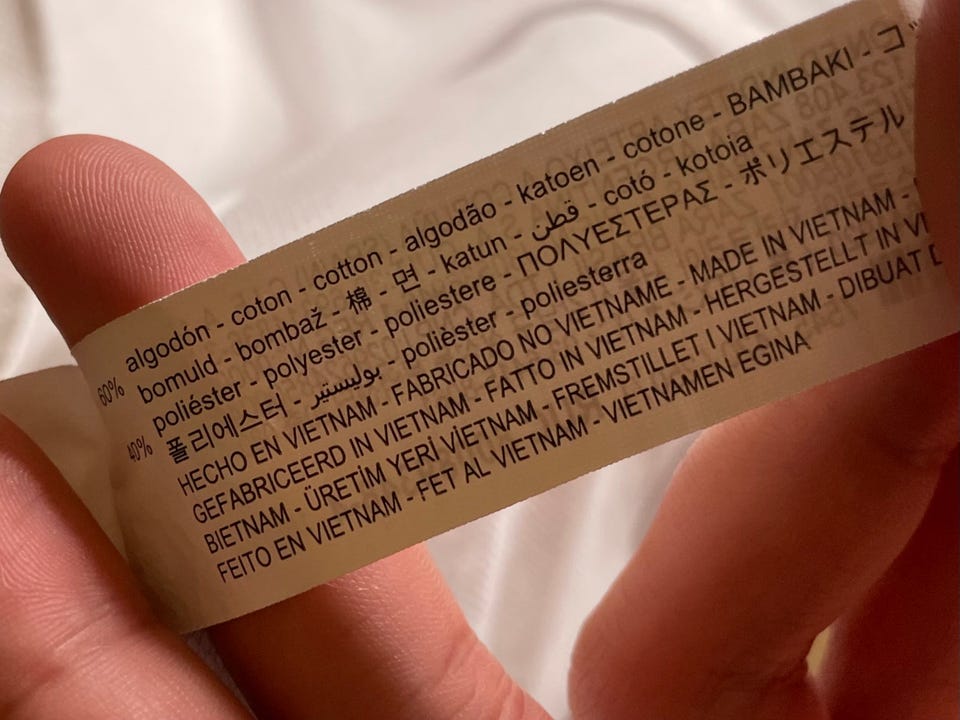 60% algodón - coton - cotton - algodão - katoen - cotone - BAMBAKI - コ
bomuld - bombaž - 棉 - 면 - katun - قطن - cotó - kotoia
40% poliéster - polyester - poliestere - ΠΟΛΥΕΣΤΕΡΑΣ - ポリエステル
폴리에스터 - بوليستير - polièster - poliesterra
HECHO EN VIETNAM - FABRICADO NO VIETNAME - MADE IN VIETNAM -
GEFABRICEERD IN VIETNAM - FATTO IN VIETNAM - HERGESTELLT IN VI
BIETNAM - ÜRETİM YERİ VİETNAM - FREMSTILLET I VIETNAM - DIBUAT D
FEITO EN VIETNAM - FET AL VIETNAM - VIETNAMEN EGINA